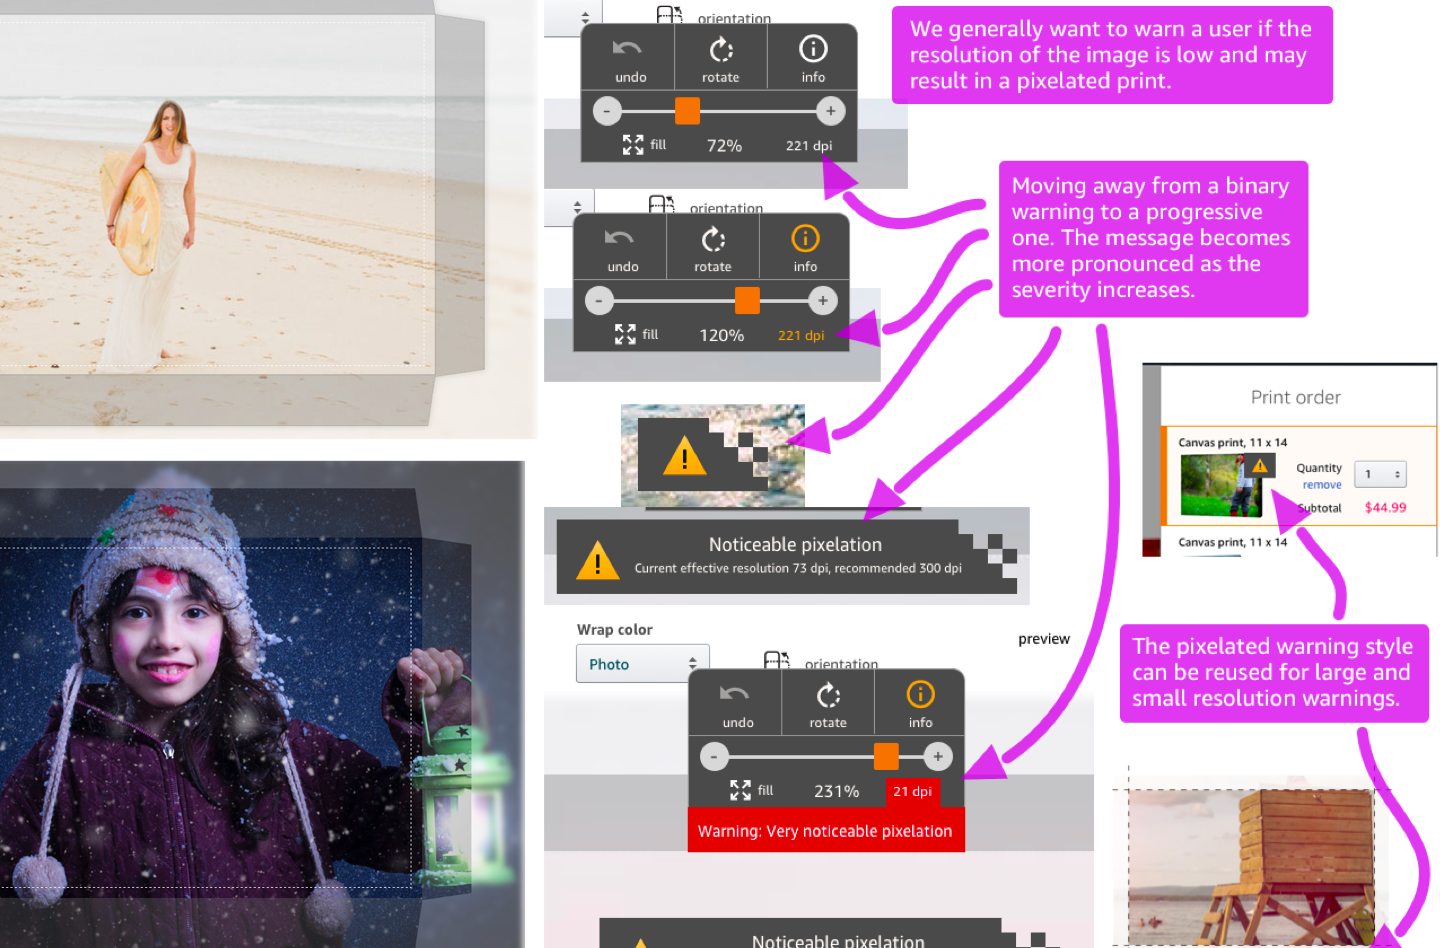 orientation
undo
rotate
info
-
+
fill
72%
221 dpi
We generally want to warn a user if the
resolution of the image is low and may
result in a pixelated print.
orientation
undo
rotate
info
-
+
fill
120%
221 dpi
Moving away from a binary
warning to a progressive
one. The message becomes
more pronounced as the
severity increases.
!
!
Noticeable pixelation
Current effective resolution 73 dpi, recommended 300 dpi
Print order
Canvas print, 11 x 14
Quantity
1
remove
Subtotal
$44.99
Canvas print, 11 x 14
Wrap color
Photo
preview
orientation
undo
rotate
info
-
+
fill
231%
21 dpi
Warning: Very noticeable pixelation
The pixelated warning style
can be reused for large and
small resolution warnings.
Noticeable pixelation